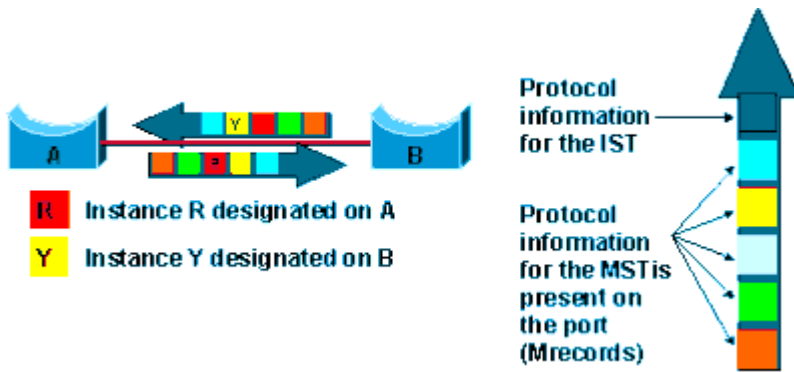 Y
A
B
R
R Instance R designated on A
Y Instance Y designated on B
Protocol
information
for the IST
Protocol
information
for the MSTis
present on
the port
(Mrecords)